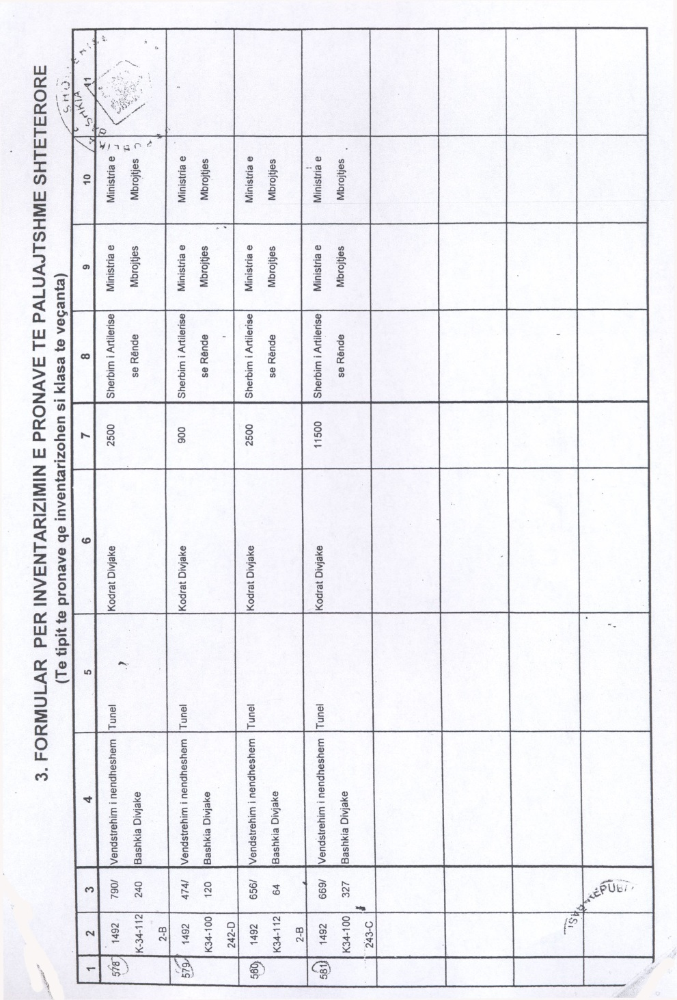 3. FORMULAR PER INVENTARIZIMIN E PRONAVE TE PALUAJTSHME SHTETERORE
(Te tipit te pronave qe inventarizohen si klasa te veçanta)
1 2 3 4 5 6 7 8 9 10 11
578 1492 790/ Vendstrehim i nendheshem Tunel Kodrat Divjake 2500 Sherbim i Artilerise Ministria e Ministria e
K-34-112 240 Bashkia Divjake se Rënde Mbrojtjes Mbrojtjes
2-B
579 1492 474/ Vendstrehim i nendheshem Tunel Kodrat Divjake 900 Sherbim i Artilerise Ministria e Ministria e
K34-100 120 Bashkia Divjake se Rënde Mbrojtjes Mbrojtjes
242-D
580 1492 656/ Vendstrehim i nendheshem Tunel Kodrat Divjake 2500 Sherbim i Artilerise Ministria e Ministria e
K34-112 64 Bashkia Divjake se Rënde Mbrojtjes Mbrojtjes
2-B
581 1492 669/ Vendstrehim i nendheshem Tunel Kodrat Divjake 11500 Sherbim i Artilerise Ministria e Ministria e
K34-100 327 Bashkia Divjake se Rënde Mbrojtjes Mbrojtjes
243-C